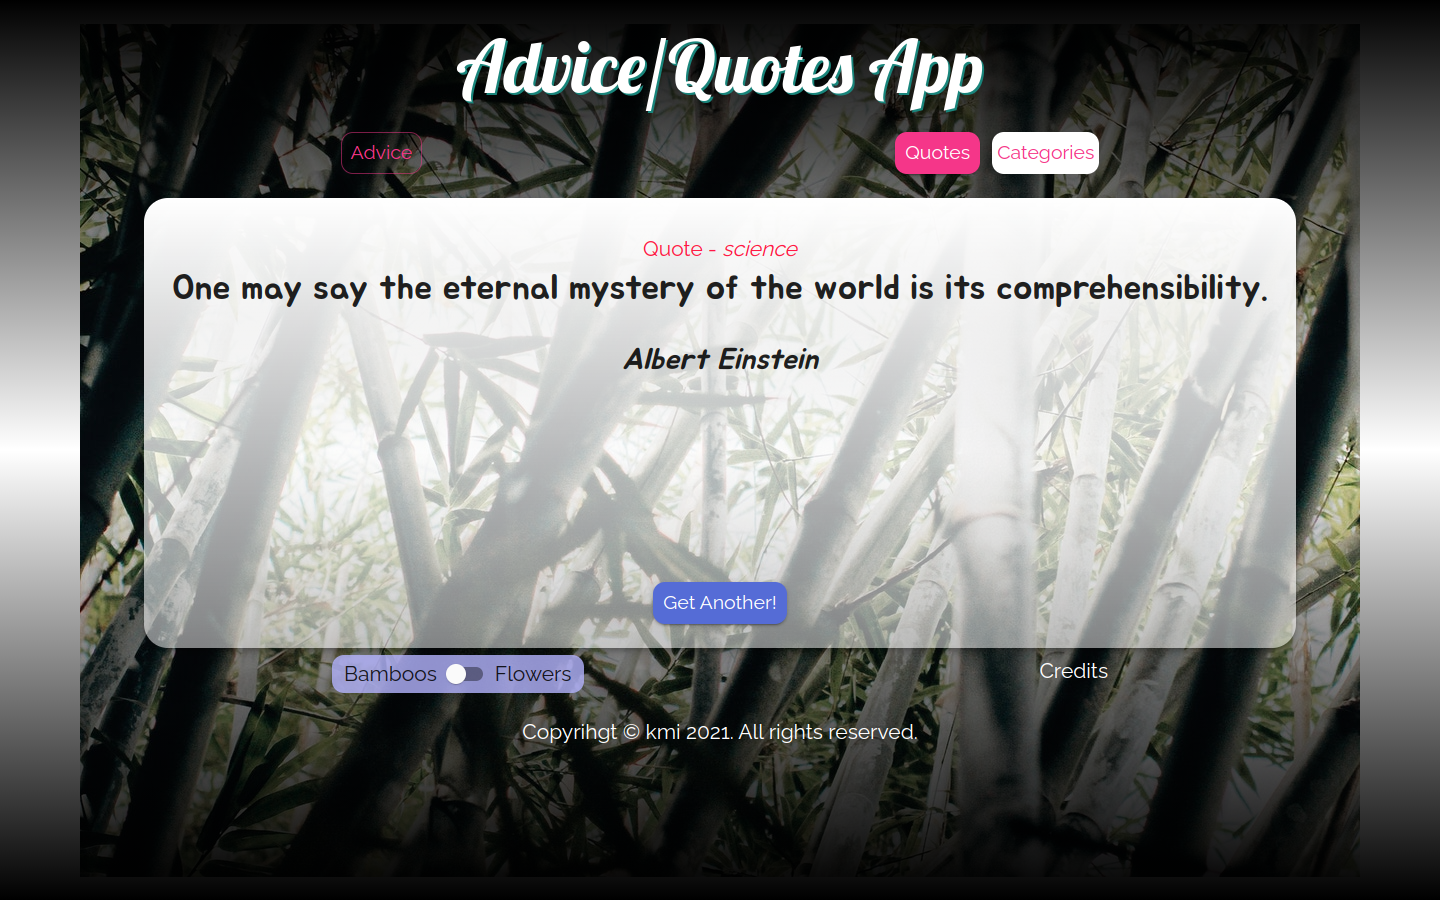 Advice/Quotes App
Advice Quotes Categories
Quote - science
One may say the eternal mystery of the world is its comprehensibility.
Albert Einstein
Get Another!
Bamboos Flowers Credits
Copyrihgt © kmi 2021. All rights reserved.